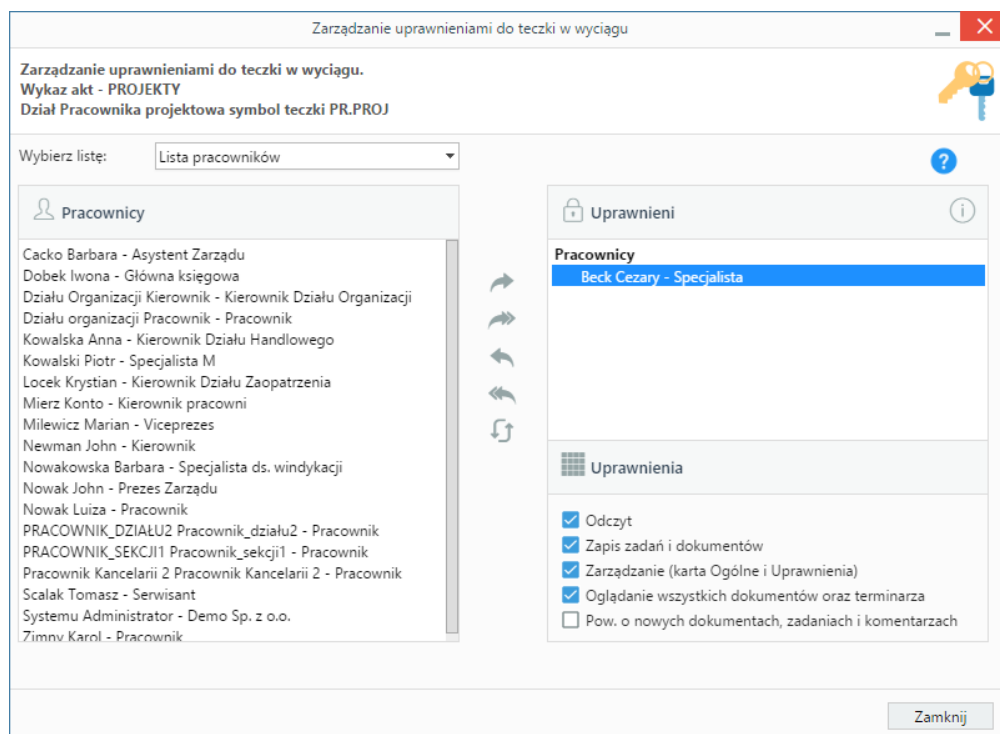 Zarządzanie uprawnieniami do teczki w wyciągu
Zarządzanie uprawnieniami do teczki w wyciągu.
Wykaz akt - PROJEKTY
Dział Pracownika projektowa symbol teczki PR.PROJ
Wybierz listę:
Lista pracowników
Pracownicy
Cacko Barbara - Asystent Zarządu
Dobek Iwona - Główna księgowa
Działu Organizacji Kierownik - Kierownik Działu Organizacji
Działu organizacji Pracownik - Pracownik
Kowalska Anna - Kierownik Działu Handlowego
Kowalski Piotr - Specjalista M
Locek Krystian - Kierownik Działu Zaopatrzenia
Mierz Konto - Kierownik pracowni
Milewicz Marian - Viceprezes
Newman John - Kierownik
Nowakowska Barbara - Specjalista ds. windykacji
Nowak John - Prezes Zarządu
Nowak Luiza - Pracownik
PRACOWNIK_DZIAŁU2 Pracownik_działu2 - Pracownik
PRACOWNIK_SEKCJI1 Pracownik_sekcji1 - Pracownik
Pracownik Kancelarii 2 Pracownik Kancelarii 2 - Pracownik
Scalak Tomasz - Serwisant
Systemu Administrator - Demo Sp. z o.o.
Zimny Karol - Pracownik
Uprawnieni
Pracownicy
Beck Cezary - Specjalista
Uprawnienia
Odczyt
Zapis zadań i dokumentów
Zarządzanie (karta Ogólne i Uprawnienia)
Oglądanie wszystkich dokumentów oraz terminarza
Pow. o nowych dokumentach, zadaniach i komentarzach
Zamknij